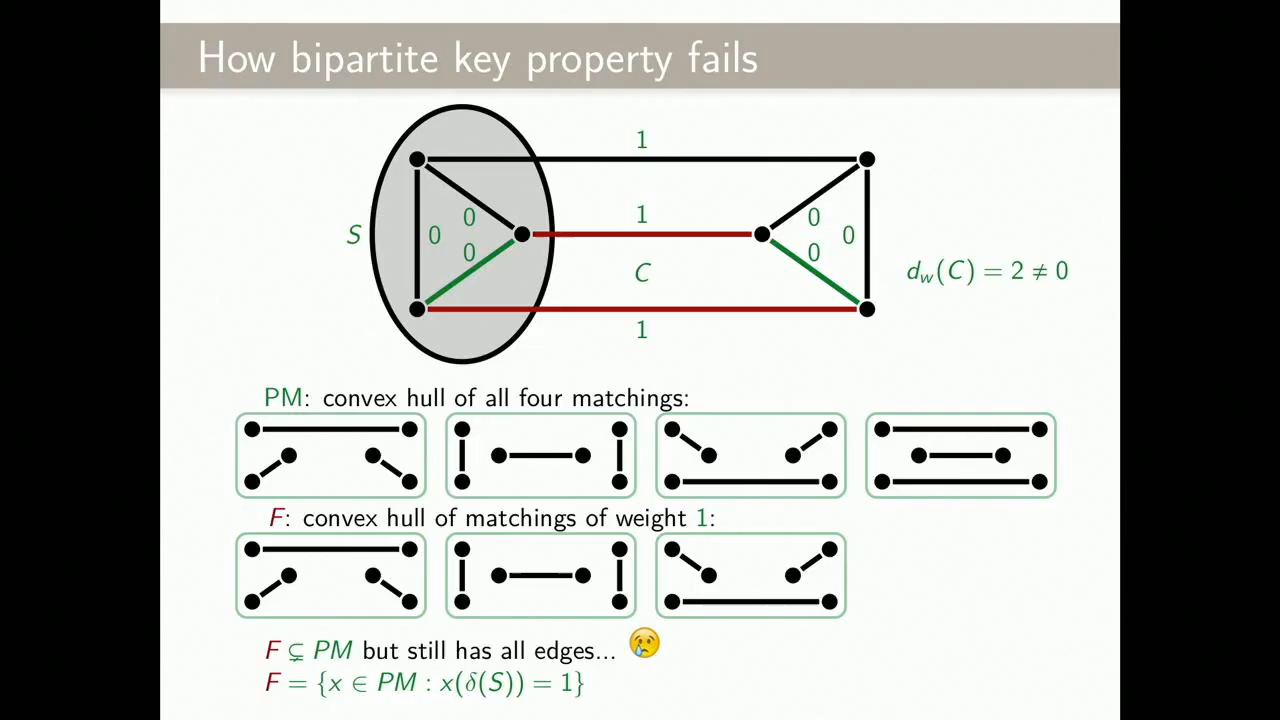 How bipartite key property fails
1
S
0
0
0
1
C
1
0
0
0
d_w(C) = 2 ≠ 0
PM: convex hull of all four matchings:
F: convex hull of matchings of weight 1:
F ⊊ PM but still has all edges... 😢
F = {x ∈ PM : x(δ(S)) = 1}